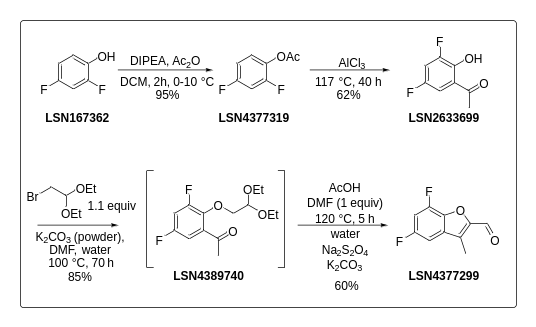 OH
F
F
LSN167362
DIPEA, Ac₂O
DCM, 2h, 0-10 °C
95%
OAc
F
F
LSN4377319
AlCl₃
117 °C, 40 h
62%
F
OH
F
O
LSN2633699
Br
OEt
OEt
1.1 equiv
K₂CO₃ (powder),
DMF, water
100 °C, 70 h
85%
F
O
OEt
OEt
F
O
LSN4389740
AcOH
DMF (1 equiv)
120 °C, 5 h
water
Na₂S₂O₄
K₂CO₃
60%
F
O
F
O
LSN4377299